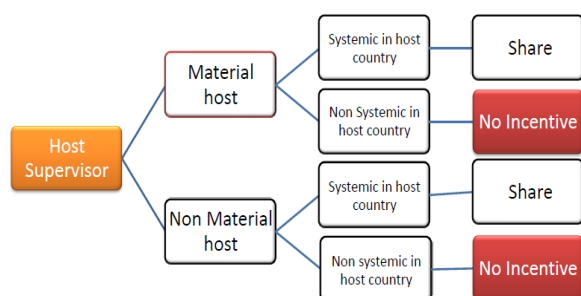 Host
Supervisor
Material
host
Systemic in host
country
Share
Non Systemic in
host country
No Incentive
Non Material
host
Systemic in host
country
Share
Non systemic in
host country
No Incentive